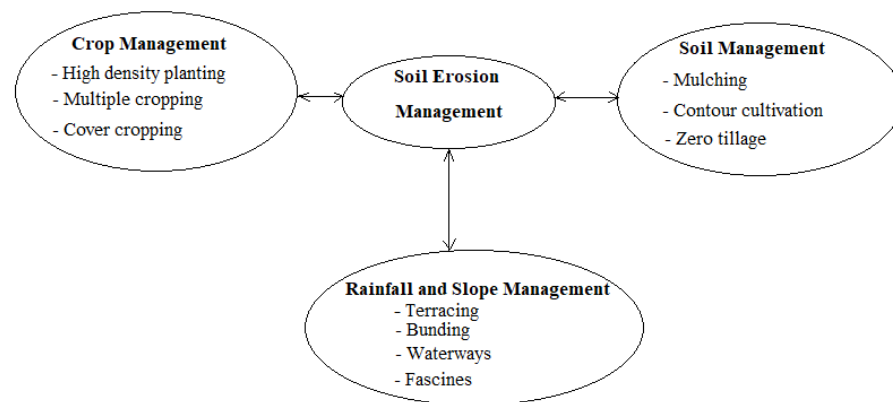 Crop Management
- High density planting
- Multiple cropping
- Cover cropping
Soil Erosion
Management
Soil Management
- Mulching
- Contour cultivation
- Zero tillage
Rainfall and Slope Management
- Terracing
- Bunding
- Waterways
- Fascines